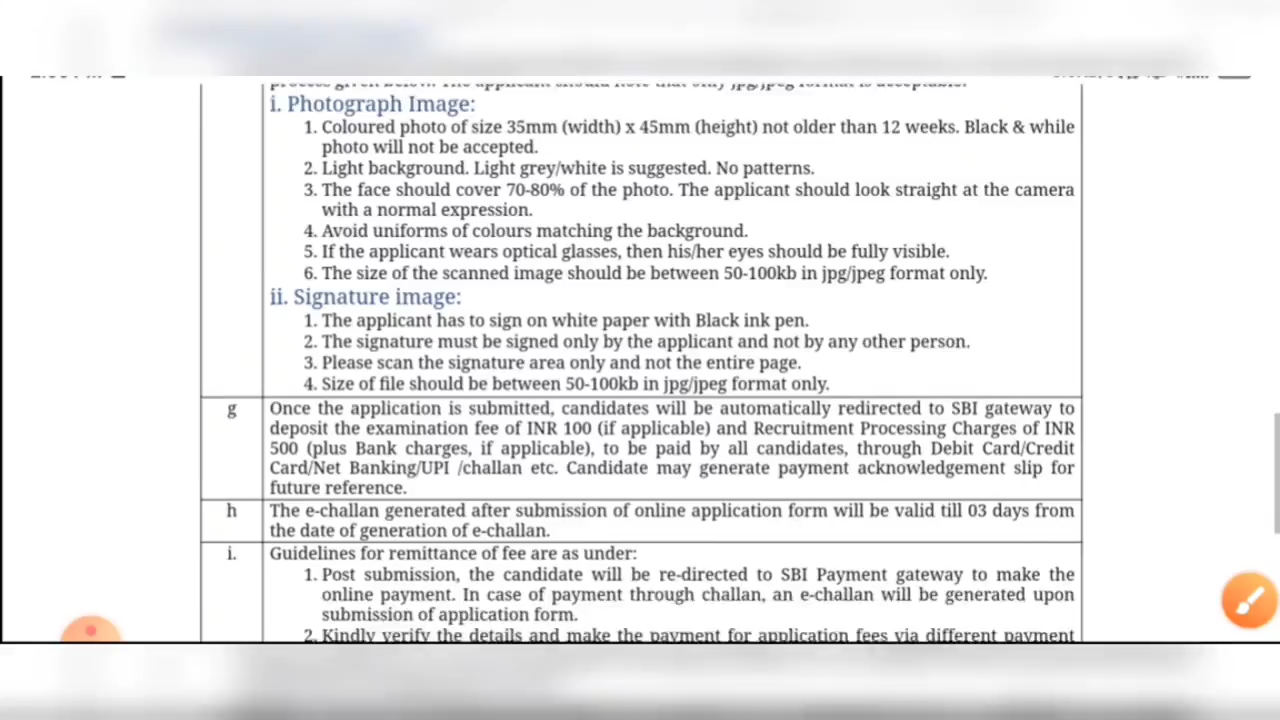 process given below. The applicant should note that only jpg/jpeg format is acceptable.
i. Photograph Image:
1. Coloured photo of size 35mm (width) x 45mm (height) not older than 12 weeks. Black & while
photo will not be accepted.
2. Light background. Light grey/white is suggested. No patterns.
3. The face should cover 70-80% of the photo. The applicant should look straight at the camera
with a normal expression.
4. Avoid uniforms of colours matching the background.
5. If the applicant wears optical glasses, then his/her eyes should be fully visible.
6. The size of the scanned image should be between 50-100kb in jpg/jpeg format only.
ii. Signature image:
1. The applicant has to sign on white paper with Black ink pen.
2. The signature must be signed only by the applicant and not by any other person.
3. Please scan the signature area only and not the entire page.
4. Size of file should be between 50-100kb in jpg/jpeg format only.
g Once the application is submitted, candidates will be automatically redirected to SBI gateway to
deposit the examination fee of INR 100 (if applicable) and Recruitment Processing Charges of INR
500 (plus Bank charges, if applicable), to be paid by all candidates, through Debit Card/Credit
Card/Net Banking/UPI /challan etc. Candidate may generate payment acknowledgement slip for
future reference.
h The e-challan generated after submission of online application form will be valid till 03 days from
the date of generation of e-challan.
i. Guidelines for remittance of fee are as under:
1. Post submission, the candidate will be re-directed to SBI Payment gateway to make the
online payment. In case of payment through challan, an e-challan will be generated upon
submission of application form.
2. Kindly verify the details and make the payment for application fees via different payment